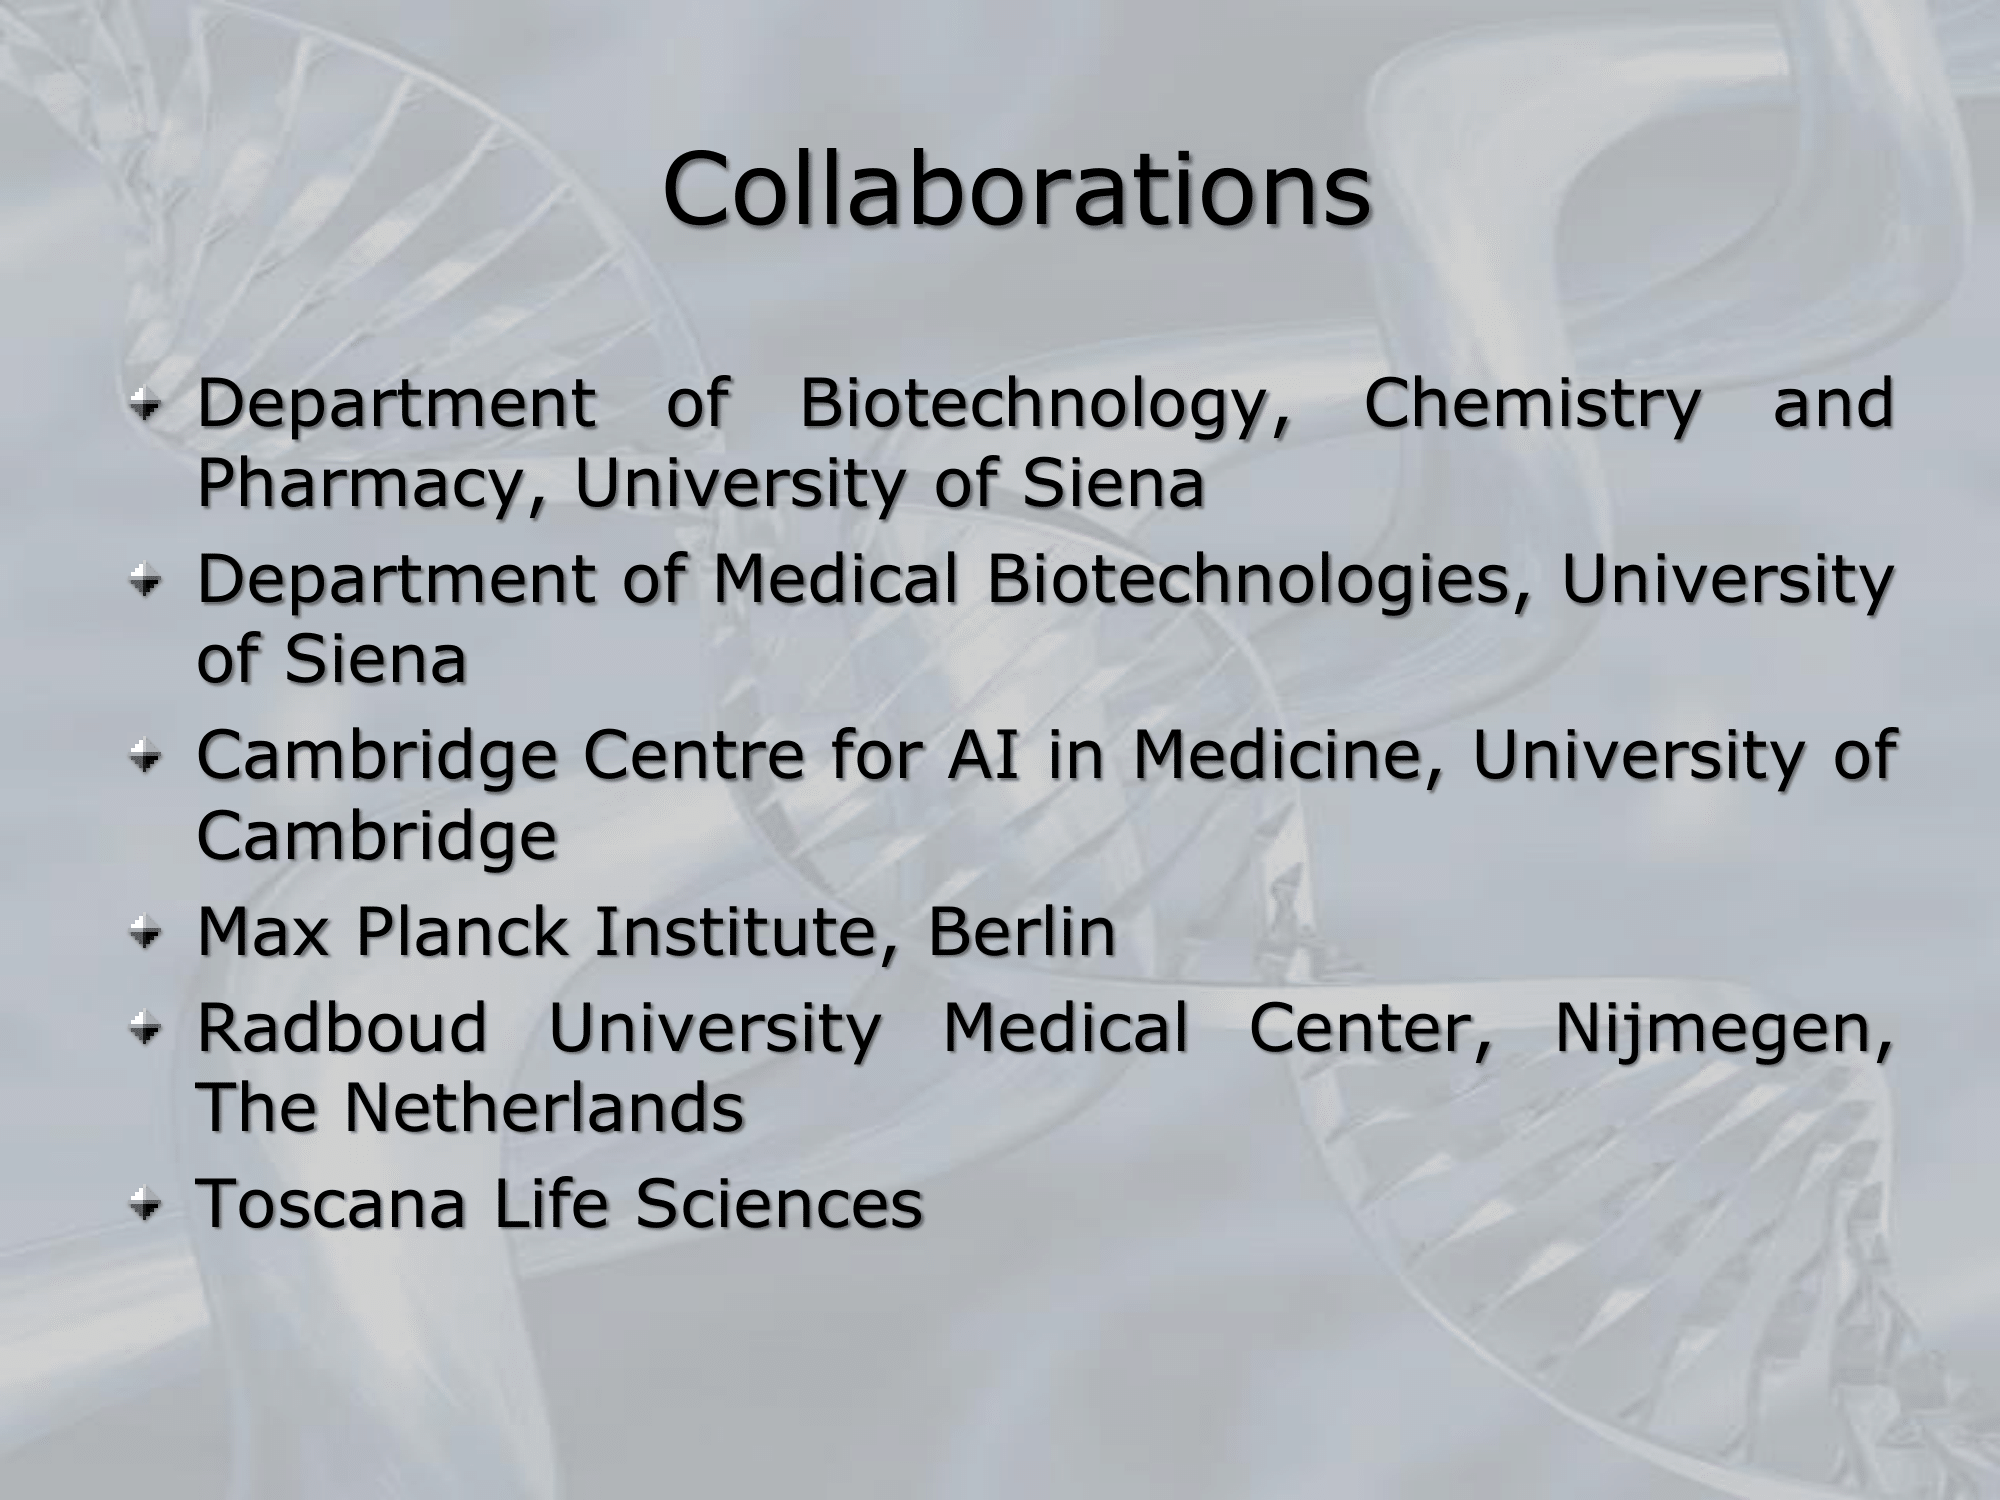 Collaborations
Department of Biotechnology, Chemistry and
Pharmacy, University of Siena
Department of Medical Biotechnologies, University
of Siena
Cambridge Centre for AI in Medicine, University of
Cambridge
Max Planck Institute, Berlin
Radboud University Medical Center, Nijmegen,
The Netherlands
Toscana Life Sciences